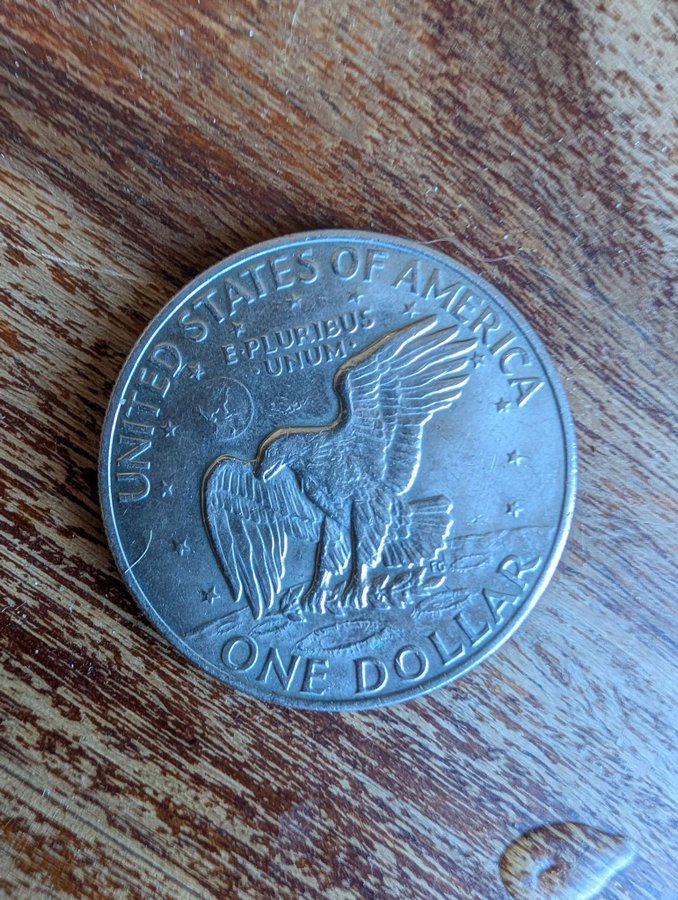 UNITED STATES OF AMERICA
E·PLURIBUS
·UNUM·
ONE DOLLAR